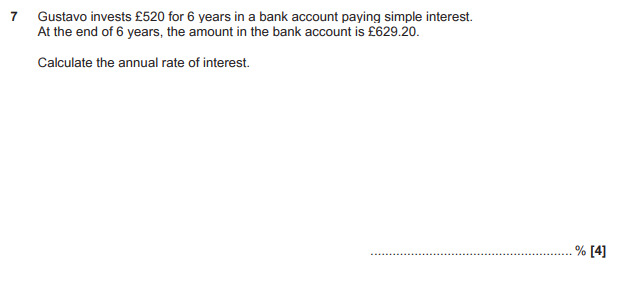 7 Gustavo invests £520 for 6 years in a bank account paying simple interest.
At the end of 6 years, the amount in the bank account is £629.20.
Calculate the annual rate of interest.
...................................................... % [4]